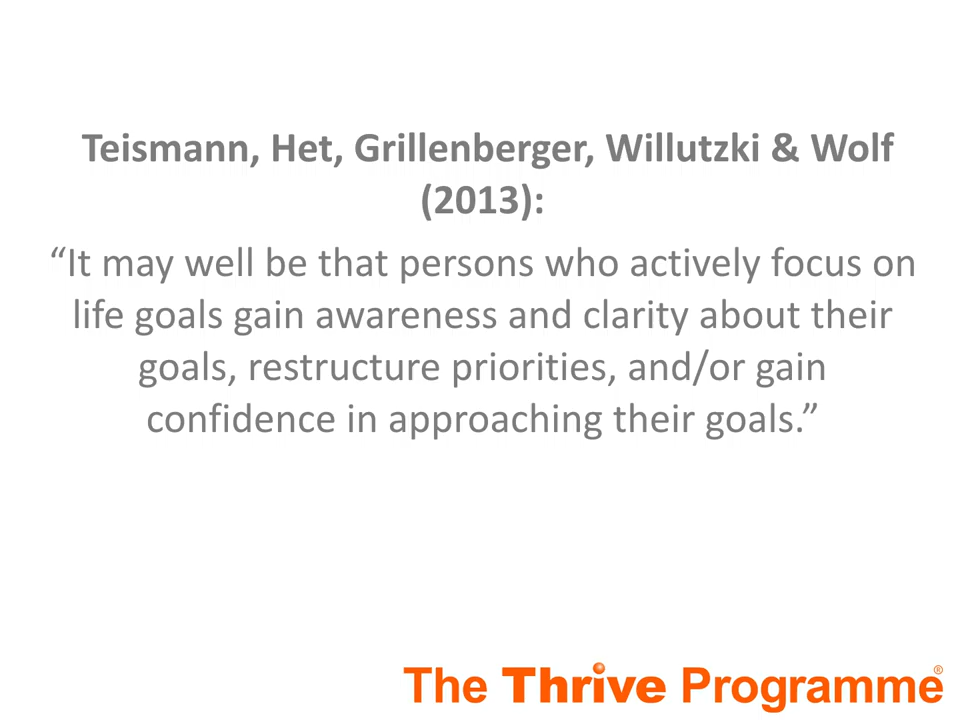 Teismann, Het, Grillenberger, Willutzki & Wolf
(2013):
“It may well be that persons who actively focus on
life goals gain awareness and clarity about their
goals, restructure priorities, and/or gain
confidence in approaching their goals.”
The Thrive Programme®